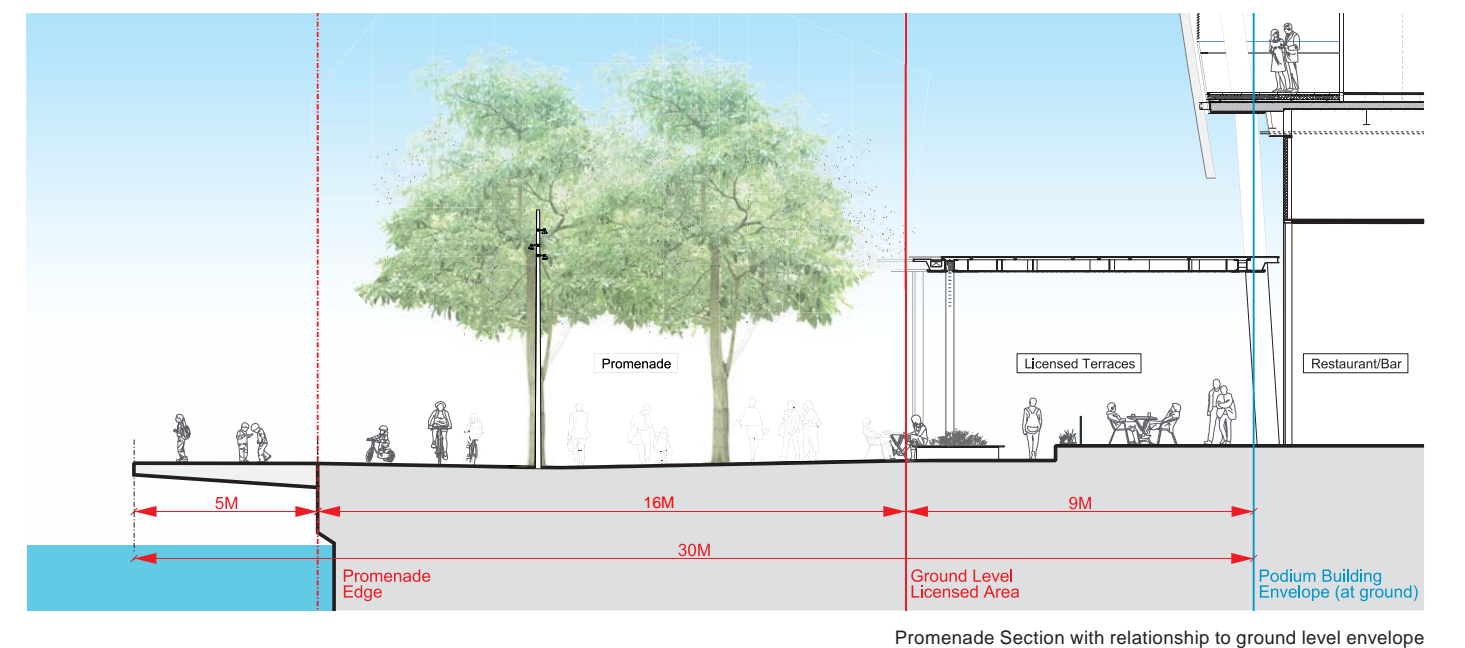 Promenade
Licensed Terraces
Restaurant/Bar
5M
16M
9M
30M
Promenade
Edge
Ground Level
Licensed Area
Podium Building
Envelope (at ground)
Promenade Section with relationship to ground level envelope